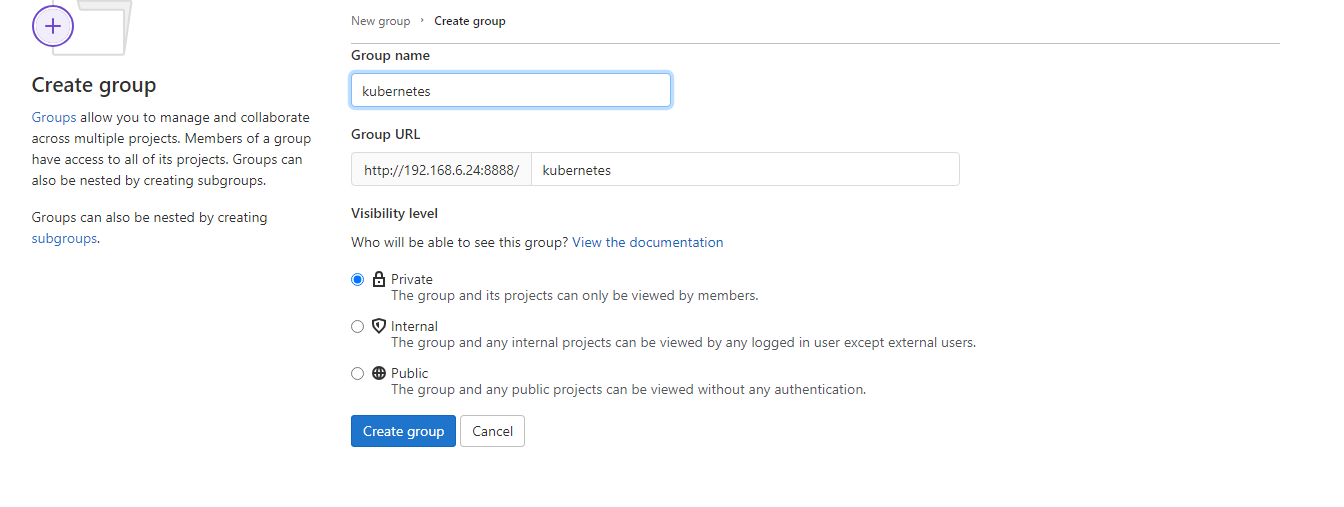 Create group
Groups allow you to manage and collaborate
across multiple projects. Members of a group
have access to all of its projects. Groups can
also be nested by creating subgroups.
Groups can also be nested by creating
subgroups.
New group › Create group
Group name
kubernetes
Group URL
http://192.168.6.24:8888/ kubernetes
Visibility level
Who will be able to see this group? View the documentation
Private
The group and its projects can only be viewed by members.
Internal
The group and any internal projects can be viewed by any logged in user except external users.
Public
The group and any public projects can be viewed without any authentication.
Create group Cancel